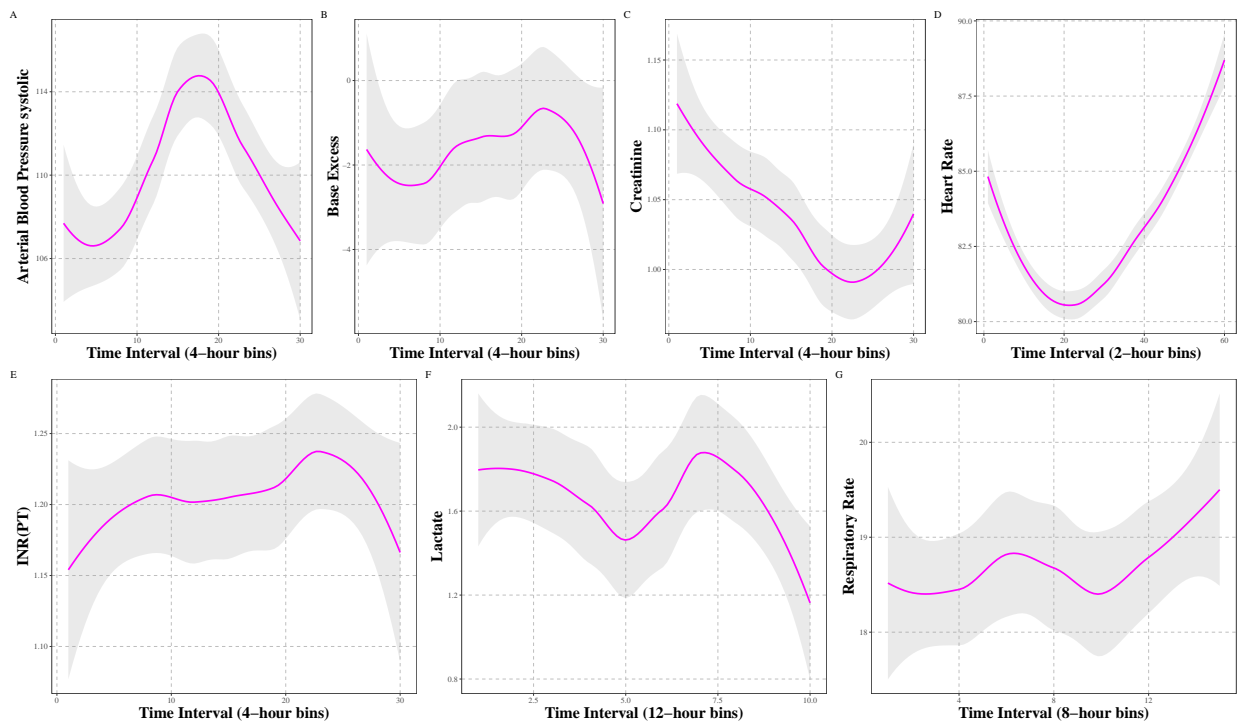 A
Arterial Blood Pressure systolic
114
110
106
0 10 20 30
Time Interval (4−hour bins)
B
Base Excess
0
−2
−4
0 10 20 30
Time Interval (4−hour bins)
C
Creatinine
1.15
1.10
1.05
1.00
0 10 20 30
Time Interval (4−hour bins)
D
Heart Rate
90.0
87.5
85.0
82.5
80.0
0 20 40 60
Time Interval (2−hour bins)
E
INR(PT)
1.25
1.20
1.15
1.10
0 10 20 30
Time Interval (4−hour bins)
F
Lactate
2.0
1.6
1.2
0.8
2.5 5.0 7.5 10.0
Time Interval (12−hour bins)
G
Respiratory Rate
20
19
18
4 8 12
Time Interval (8−hour bins)